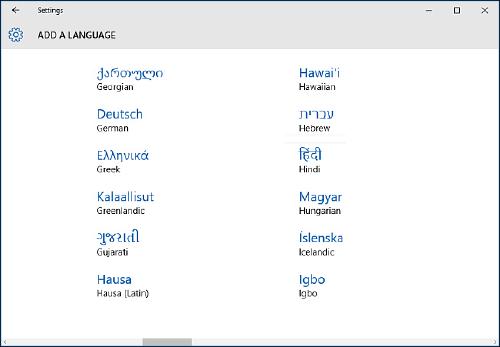 Settings
ADD A LANGUAGE
ქართული
Georgian
Deutsch
German
Ελληνικά
Greek
Kalaallisut
Greenlandic
ગુજરાતી
Gujarati
Hausa
Hausa (Latin)
Hawai'i
Hawaiian
עברית
Hebrew
हिंदी
Hindi
Magyar
Hungarian
Íslenska
Icelandic
Igbo
Igbo